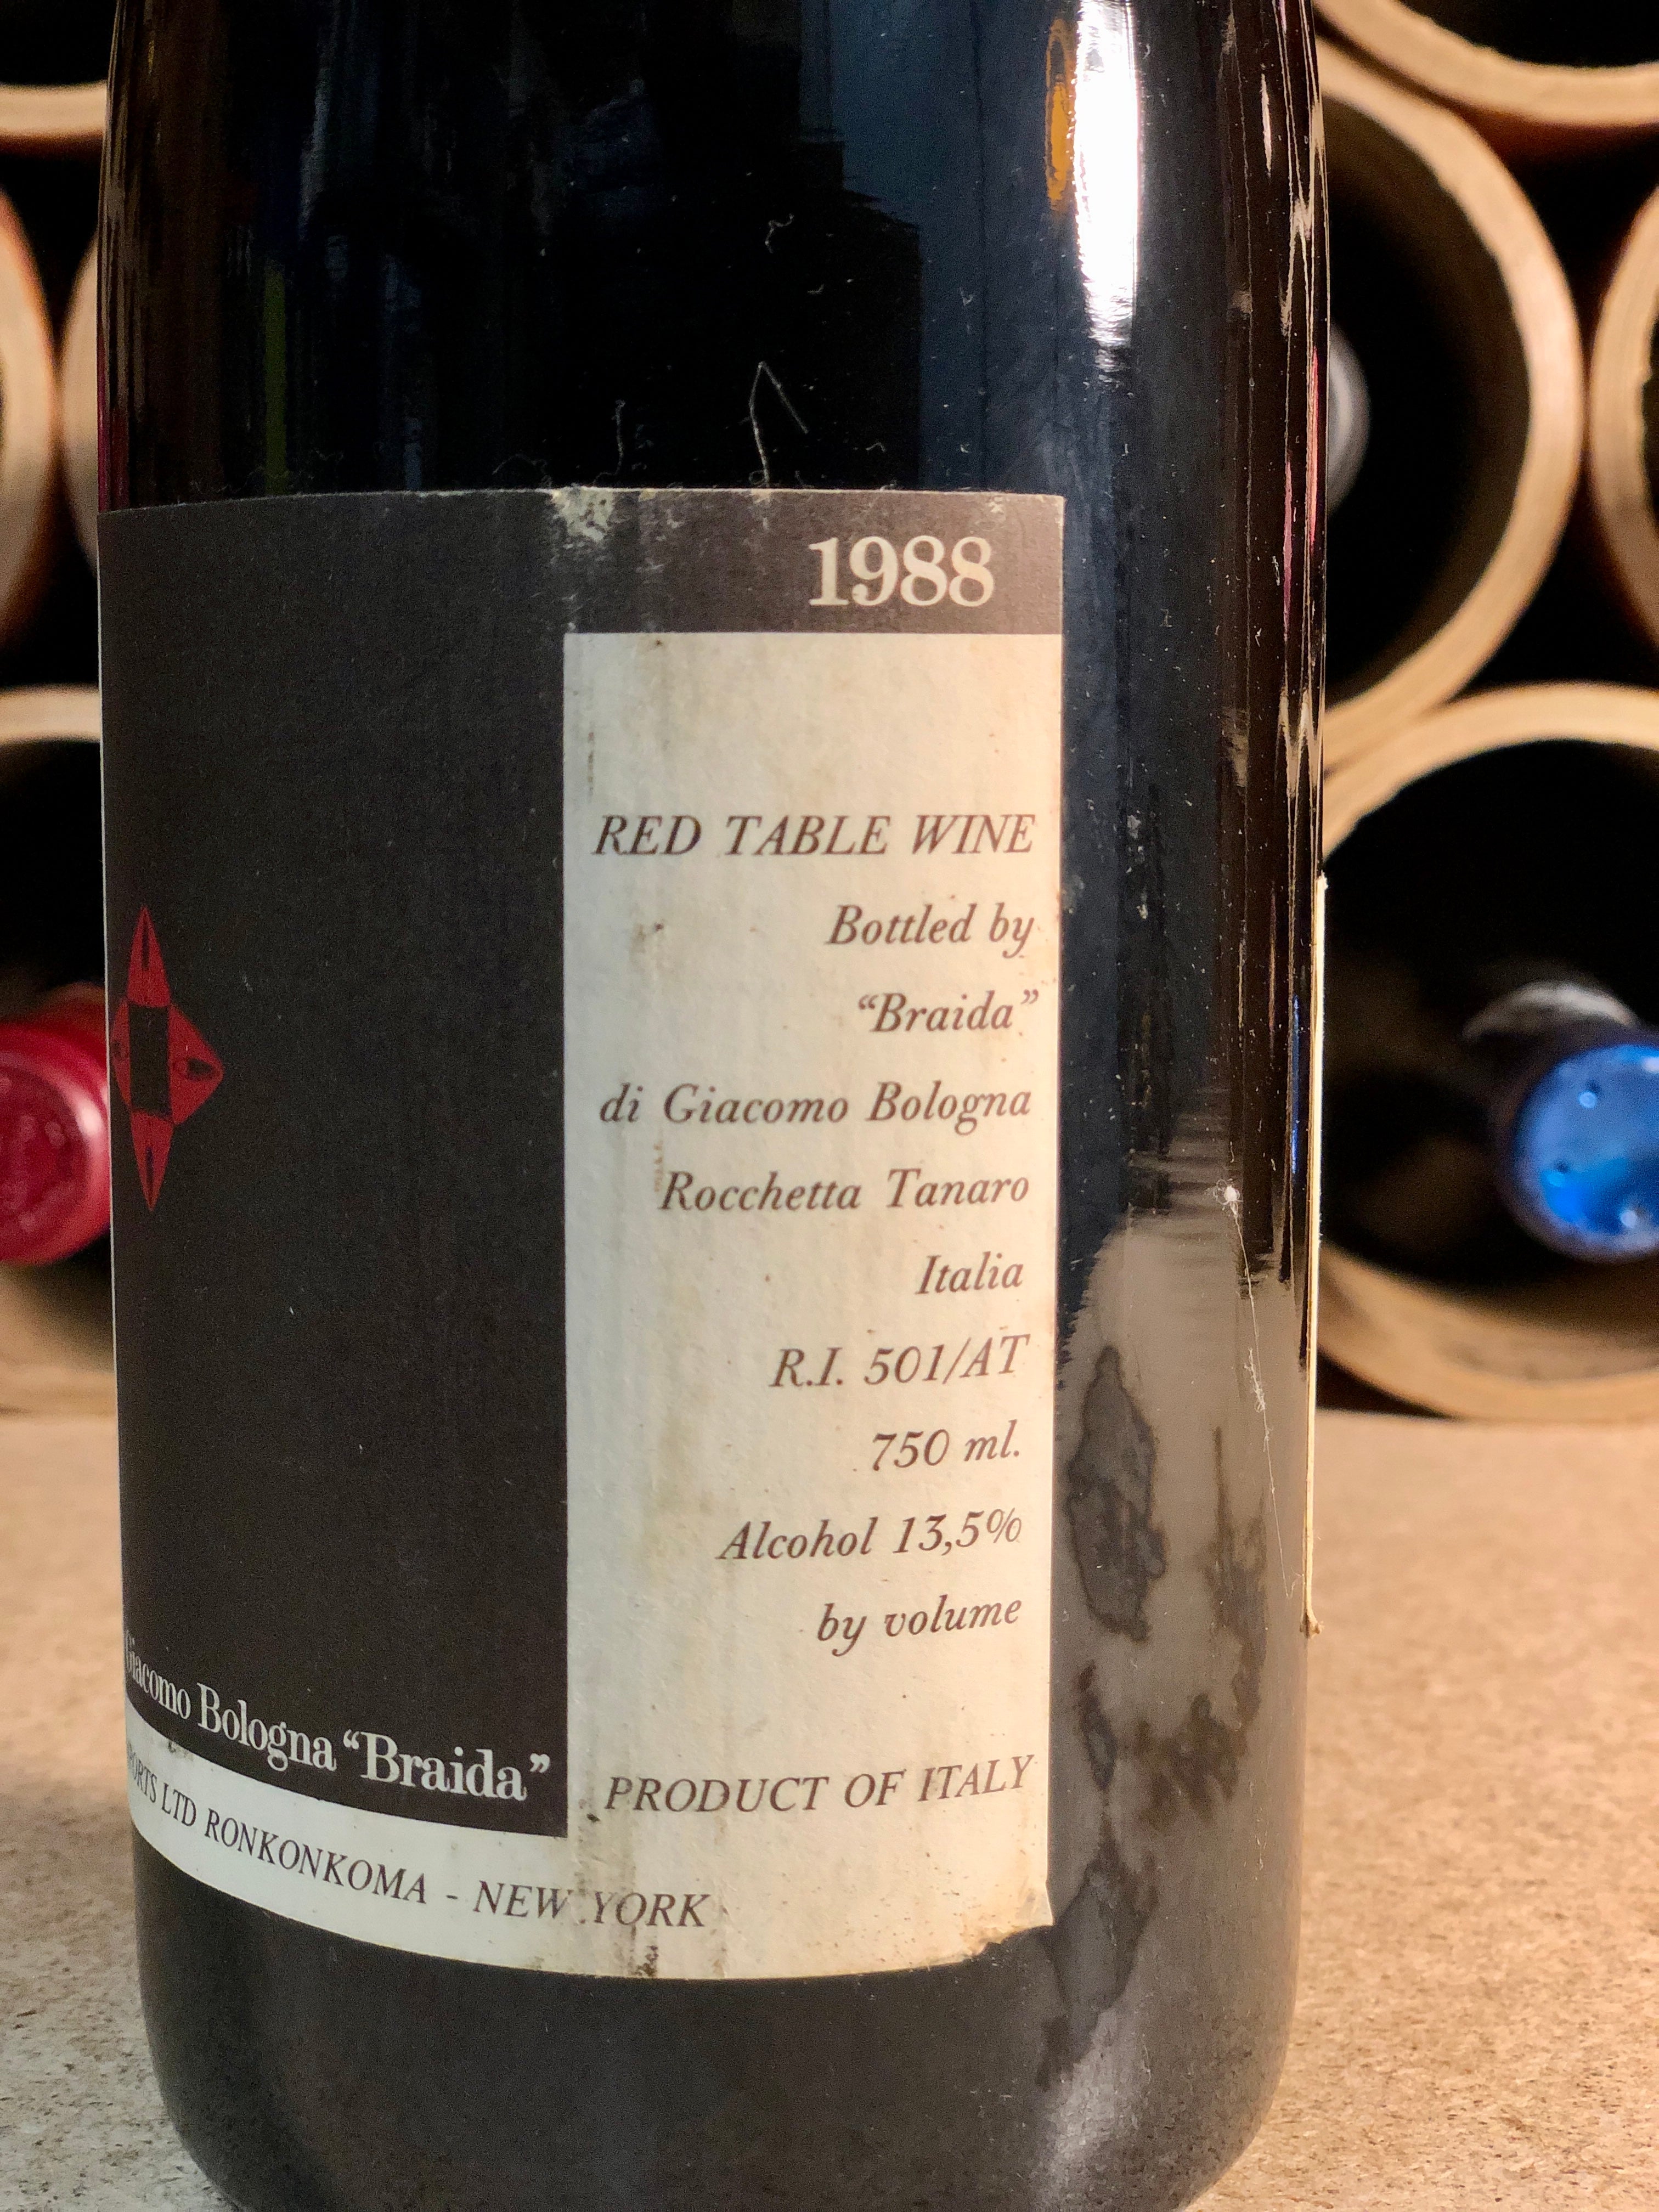 1988
RED TABLE WINE
Bottled by
“Braida”
di Giacomo Bologna
Rocchetta Tanaro
Italia
R.I. 501/AT
750 ml.
Alcohol 13,5%
by volume
Giacomo Bologna “Braida”
PRODUCT OF ITALY
LTD RONKONKOMA - NEW YORK